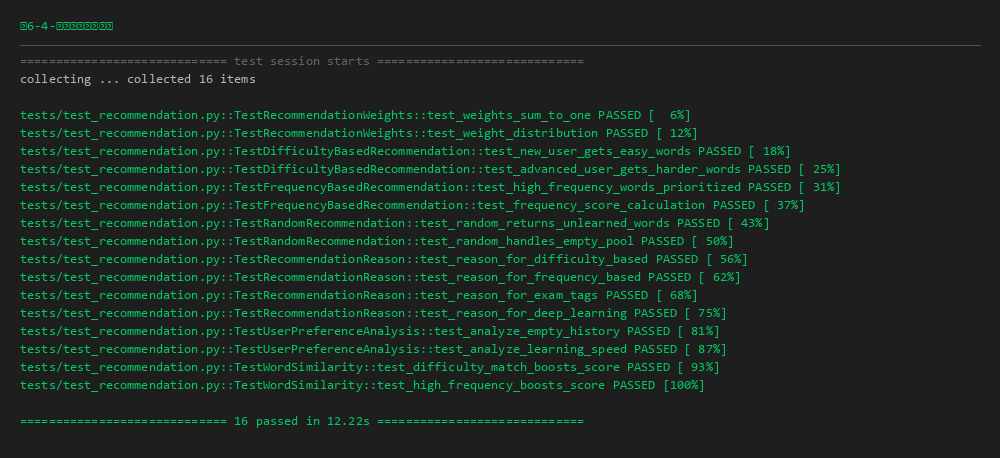 6-4-
============================= test session starts =============================
collecting ... collected 16 items
tests/test_recommendation.py::TestRecommendationWeights::test_weights_sum_to_one PASSED [  6%]
tests/test_recommendation.py::TestRecommendationWeights::test_weight_distribution PASSED [ 12%]
tests/test_recommendation.py::TestDifficultyBasedRecommendation::test_new_user_gets_easy_words PASSED [ 18%]
tests/test_recommendation.py::TestDifficultyBasedRecommendation::test_advanced_user_gets_harder_words PASSED [ 25%]
tests/test_recommendation.py::TestFrequencyBasedRecommendation::test_high_frequency_words_prioritized PASSED [ 31%]
tests/test_recommendation.py::TestFrequencyBasedRecommendation::test_frequency_score_calculation PASSED [ 37%]
tests/test_recommendation.py::TestRandomRecommendation::test_random_returns_unlearned_words PASSED [ 43%]
tests/test_recommendation.py::TestRandomRecommendation::test_random_handles_empty_pool PASSED [ 50%]
tests/test_recommendation.py::TestRecommendationReason::test_reason_for_difficulty_based PASSED [ 56%]
tests/test_recommendation.py::TestRecommendationReason::test_reason_for_frequency_based PASSED [ 62%]
tests/test_recommendation.py::TestRecommendationReason::test_reason_for_exam_tags PASSED [ 68%]
tests/test_recommendation.py::TestRecommendationReason::test_reason_for_deep_learning PASSED [ 75%]
tests/test_recommendation.py::TestUserPreferenceAnalysis::test_analyze_empty_history PASSED [ 81%]
tests/test_recommendation.py::TestUserPreferenceAnalysis::test_analyze_learning_speed PASSED [ 87%]
tests/test_recommendation.py::TestWordSimilarity::test_difficulty_match_boosts_score PASSED [ 93%]
tests/test_recommendation.py::TestWordSimilarity::test_high_frequency_boosts_score PASSED [100%]
============================= 16 passed in 12.22s =============================